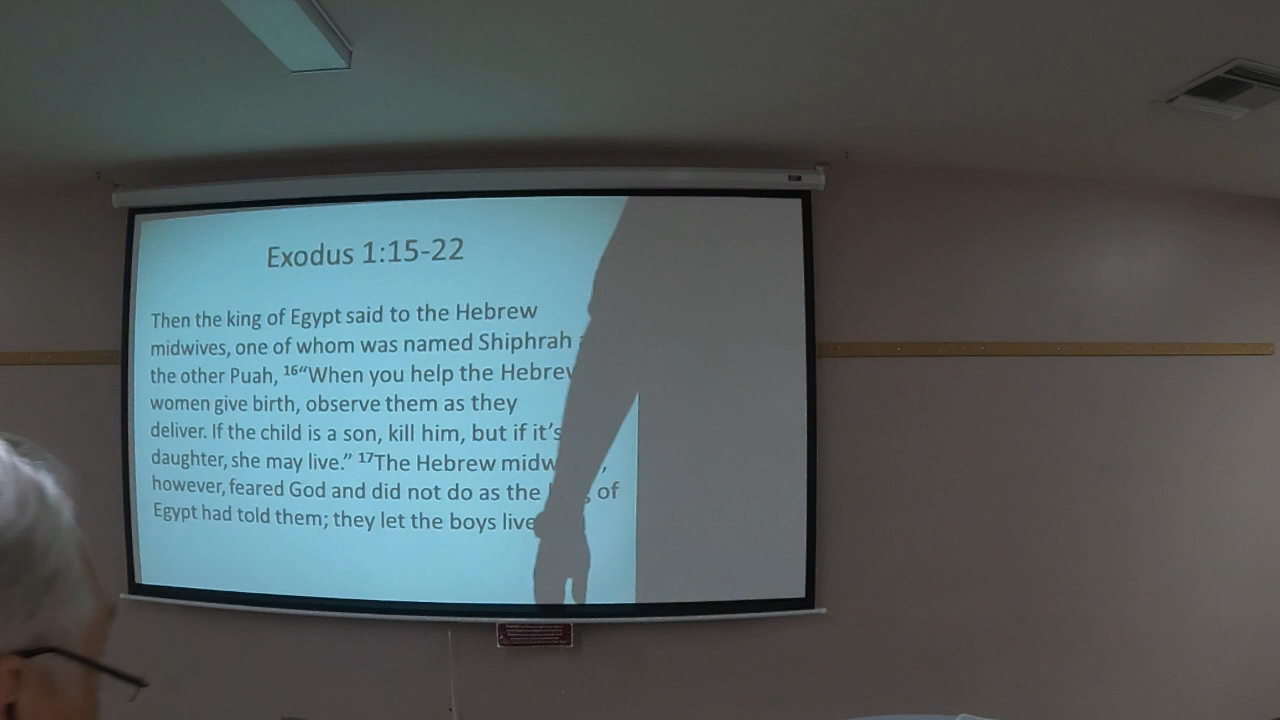 Exodus 1:15-22
Then the king of Egypt said to the Hebrew
midwives, one of whom was named Shiphrah
the other Puah, ¹⁶“When you help the Hebrew
women give birth, observe them as they
deliver. If the child is a son, kill him, but if it’s
daughter, she may live.” ¹⁷The Hebrew
however, feared God and did not do as the of
Egypt had told them; they let the boys live